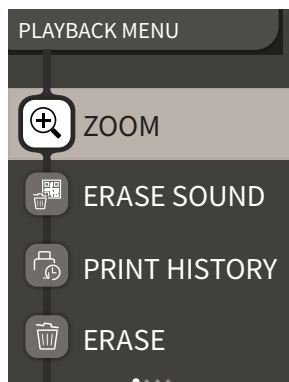 PLAYBACK MENU
ZOOM
ERASE SOUND
PRINT HISTORY
ERASE